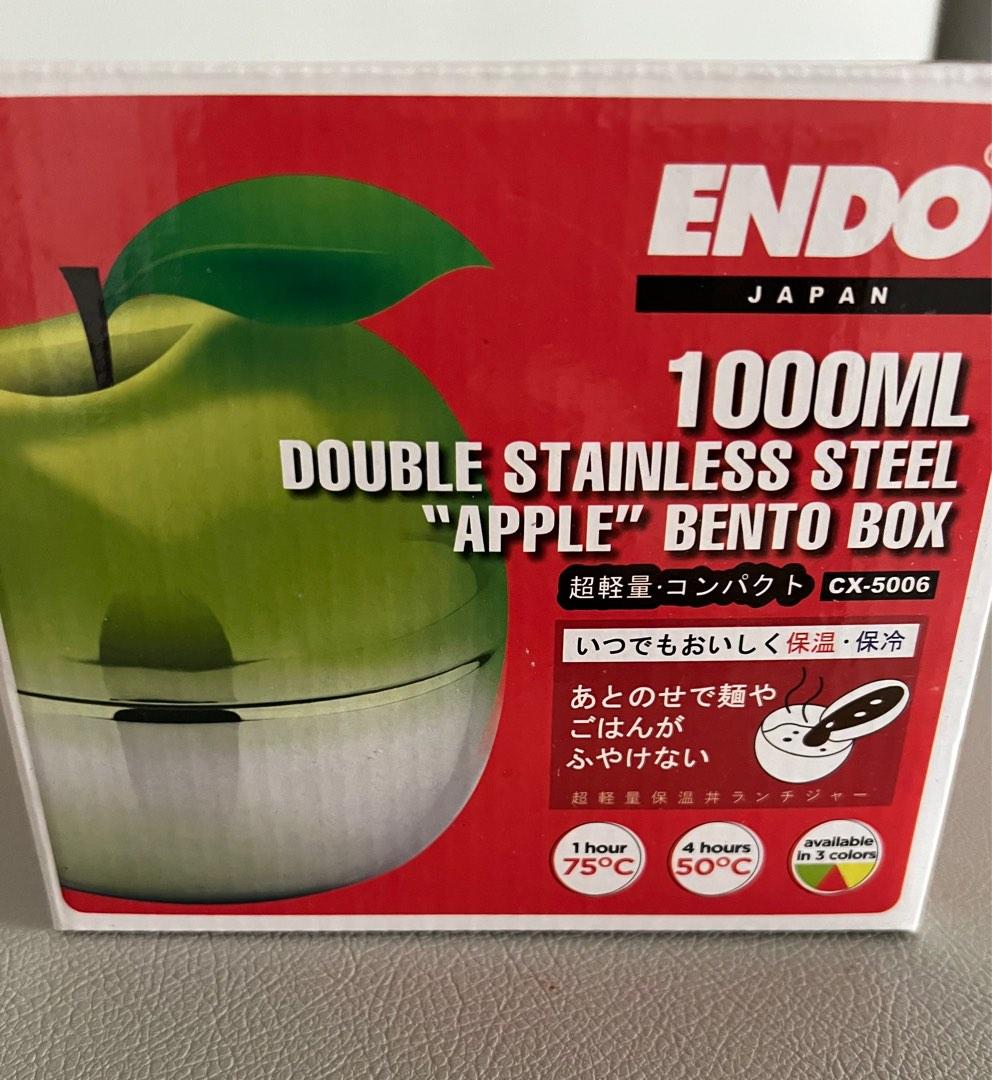 ENDO
JAPAN
1000ML
DOUBLE STAINLESS STEEL
"APPLE" BENTO BOX
超軽量·コンパクト CX-5006
いつでもおいしく保温·保冷
あとのせで麺や
ごはんが
ふやけない
超軽量保温丼ランチジャー
1 hour
75°C
4 hours
50°C
available
in 3 colors